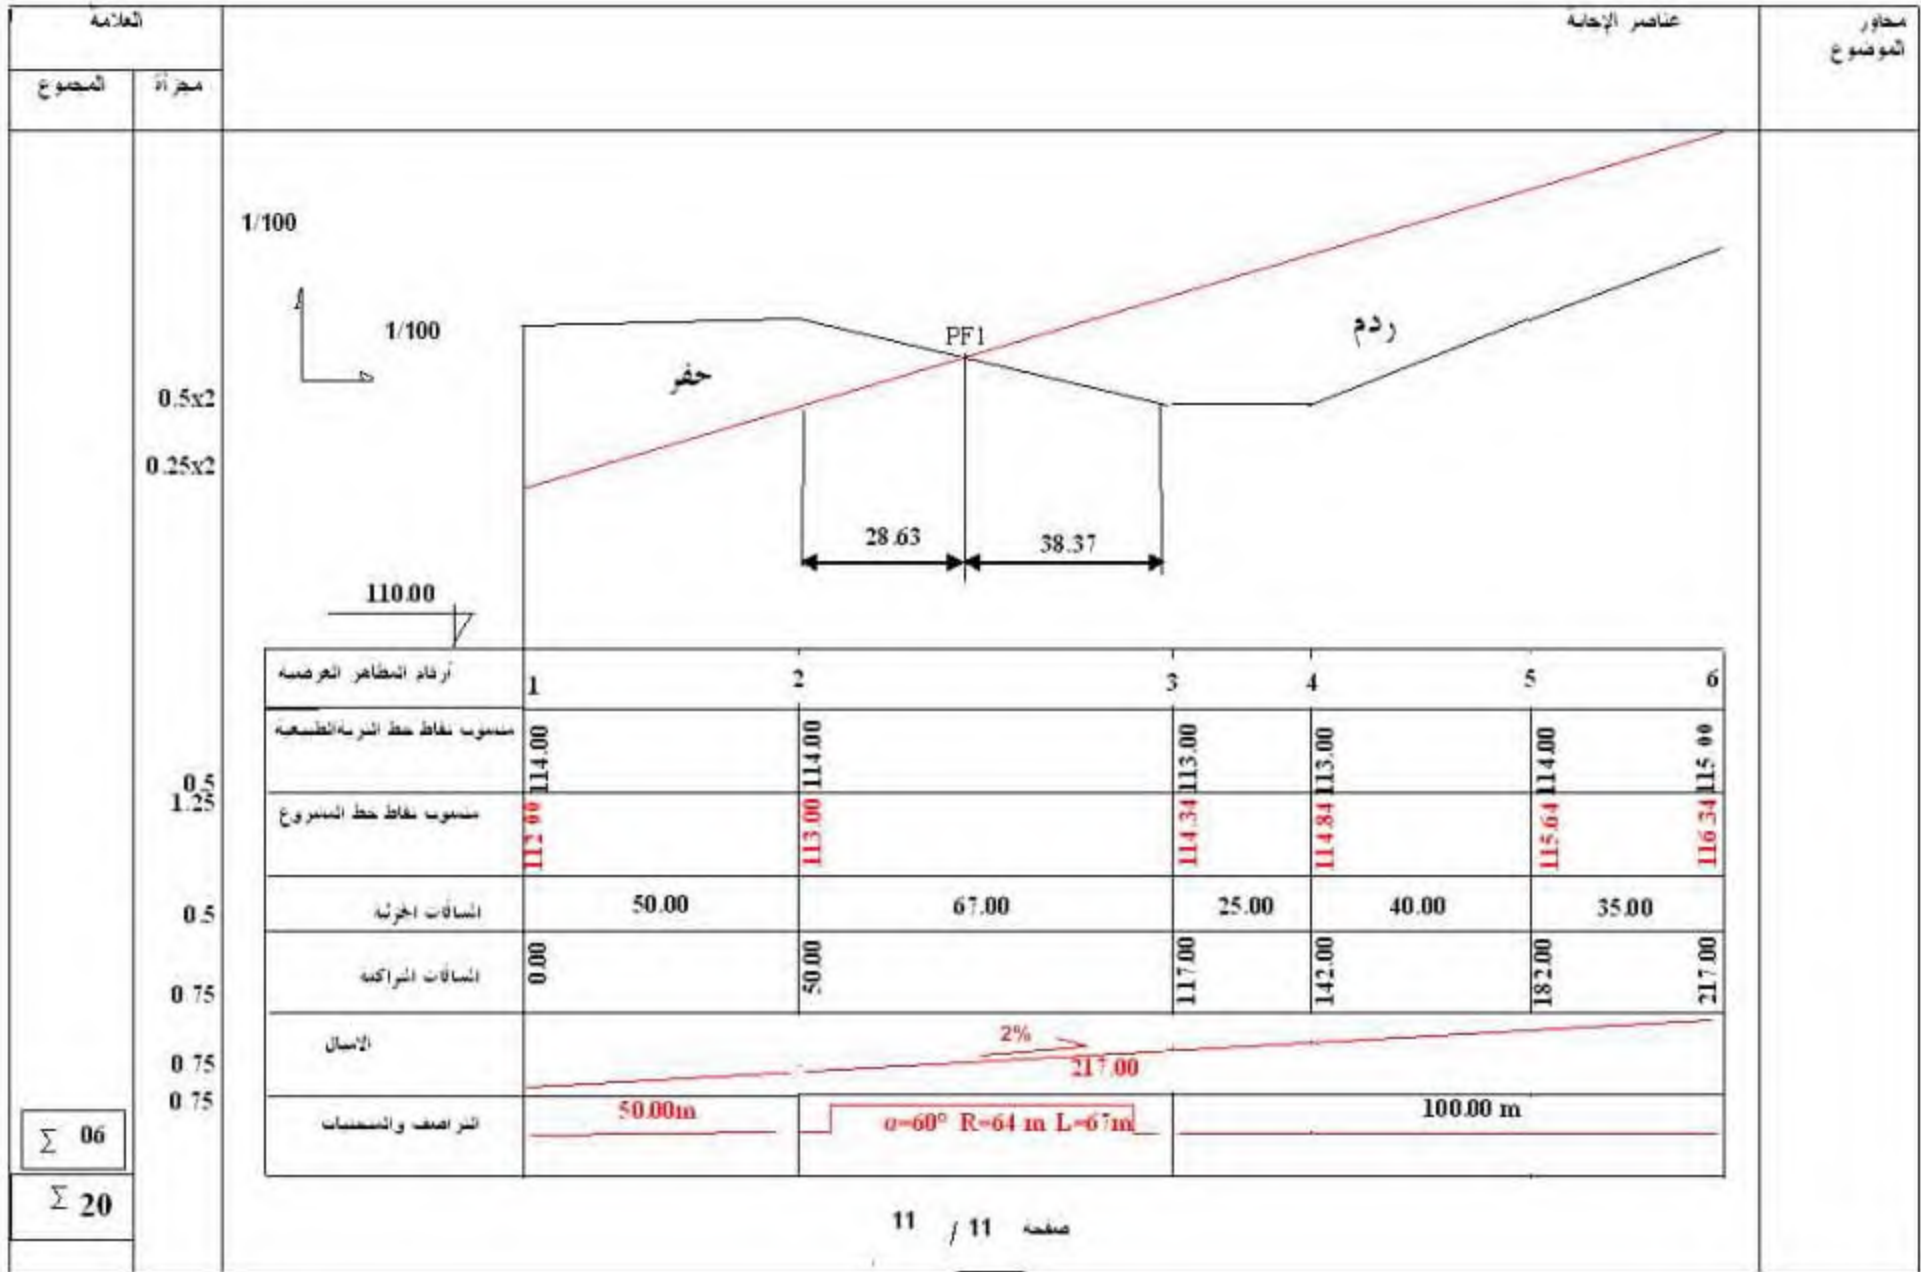 محاور
الموضوع
عناصر الإجابة
العلامة
مجزأة
المجموع
1/100
1/100
PF1
حفر
ردم
0.5x2
0.25x2
28.63
38.37
110.00
أرقام المظاهر العرضية
1
2
3
4
5
6
منسوب نقاط خط التربة الطبيعية
114.00
114.00
113.00
113.00
114.00
115.00
0.5
1.25
منسوب نقاط خط المشروع
112.00
113.00
114.34
114.84
115.64
116.34
0.5
المسافات الجزئية
50.00
67.00
25.00
40.00
35.00
0.75
المسافات المتراكمة
0.00
50.00
117.00
142.00
182.00
217.00
0.75
الاميال
2%
217.00
0.75
التراصف والمنحنيات
50.00m
α=60° R=64 m L=67m
100.00 m
∑ 06
∑ 20
صفحة 11 / 11